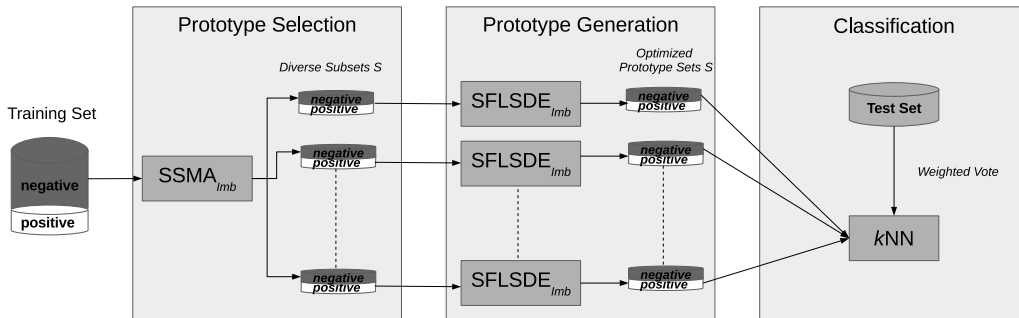 Prototype Selection
Prototype Generation
Classification
Training Set
negative
positive
SSMA Imb
Diverse Subsets S
negative
positive
negative
positive
negative
positive
SFLSDE Imb
SFLSDE Imb
SFLSDE Imb
Optimized
Prototype Sets S
negative
positive
negative
positive
negative
positive
Test Set
Weighted Vote
kNN